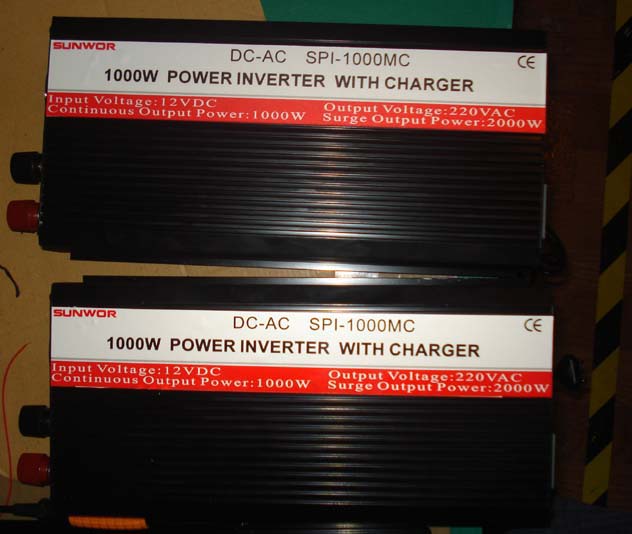 SUNWOR
DC-AC SPI-1000MC
CE
1000W POWER INVERTER WITH CHARGER
Input Voltage:12VDC Output Voltage:220VAC
Continuous Output Power:1000W Surge Output Power:2000W
SUNWOR
DC-AC SPI-1000MC
CE
1000W POWER INVERTER WITH CHARGER
Input Voltage:12VDC Output Voltage:220VAC
Continuous Output Power:1000W Surge Output Power:2000W